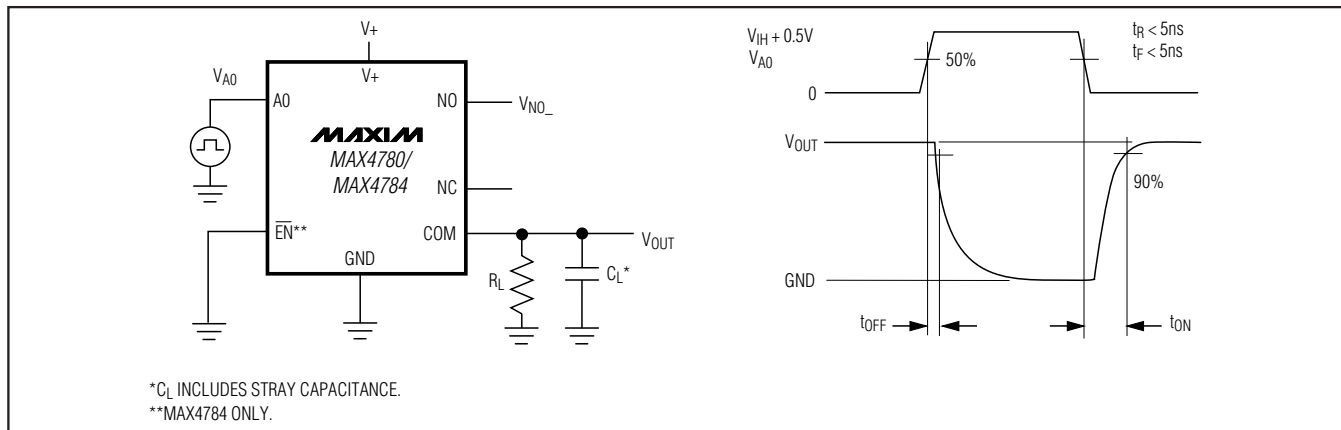 V+
V+
VA0
A0
NO
VNO_
MAXIM
MAX4780/
MAX4784
NC
EN**
COM
VOUT
GND
RL
CL*
*CL INCLUDES STRAY CAPACITANCE.
**MAX4784 ONLY.
VIH + 0.5V
VA0
0
50%
tR < 5ns
tF < 5ns
VOUT
90%
GND
tOFF
tON